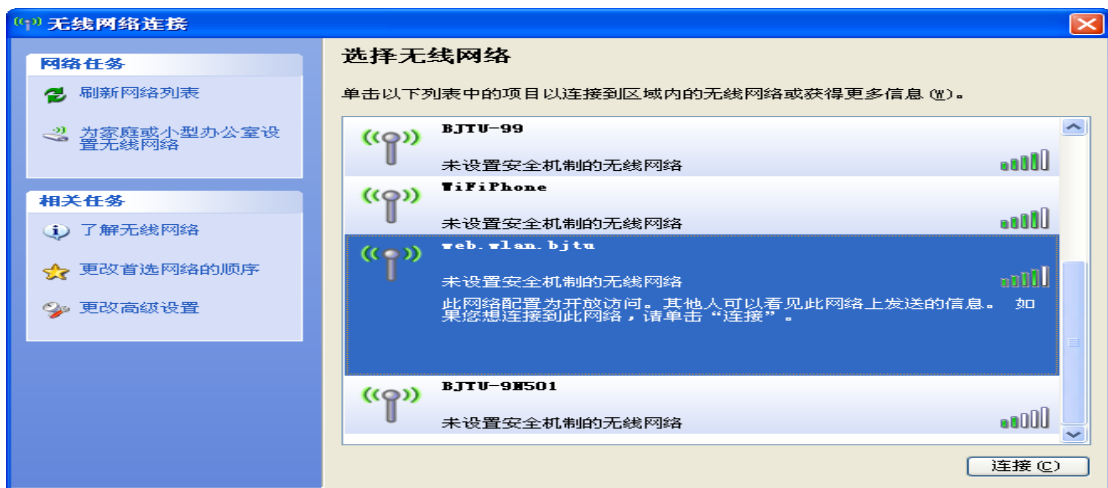 无线网络连接
网络任务
刷新网络列表
为家庭或小型办公室设
置无线网络
相关任务
了解无线网络
更改首选网络的顺序
更改高级设置
选择无线网络
单击以下列表中的项目以连接到区域内的无线网络或获得更多信息(W)。
BJTU-99
未设置安全机制的无线网络
WiFiPhone
未设置安全机制的无线网络
web.wlan.bjtu
未设置安全机制的无线网络
此网络配置为开放访问。其他人可以看见此网络上发送的信息。 如
果您想连接到此网络，请单击“连接”。
BJTU-9N501
未设置安全机制的无线网络
连接(C)